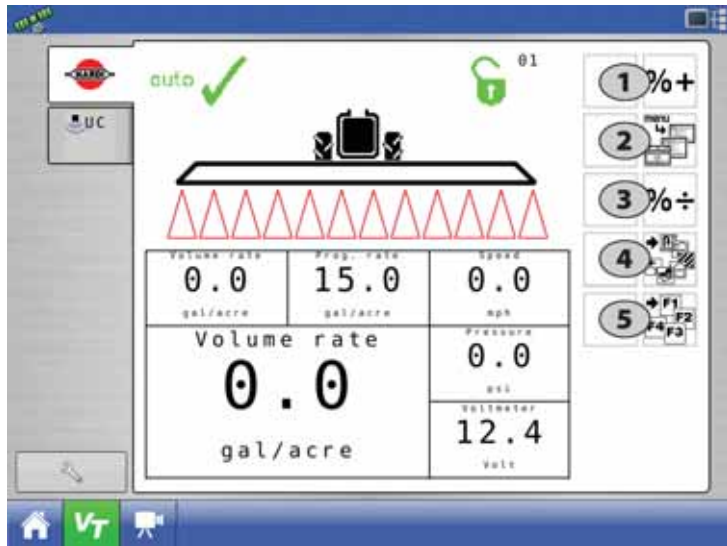 HARDI
auto
01
UC
1 %+
menu
2
3 %÷
4
5 F1 F2 F4 F3
Volume rate Prog. rate Speed
0.0 15.0 0.0
gal/acre gal/acre mph
Volume rate
0.0
gal/acre
Pressure
0.0
psi
Voltmeter
12.4
Volt
VT